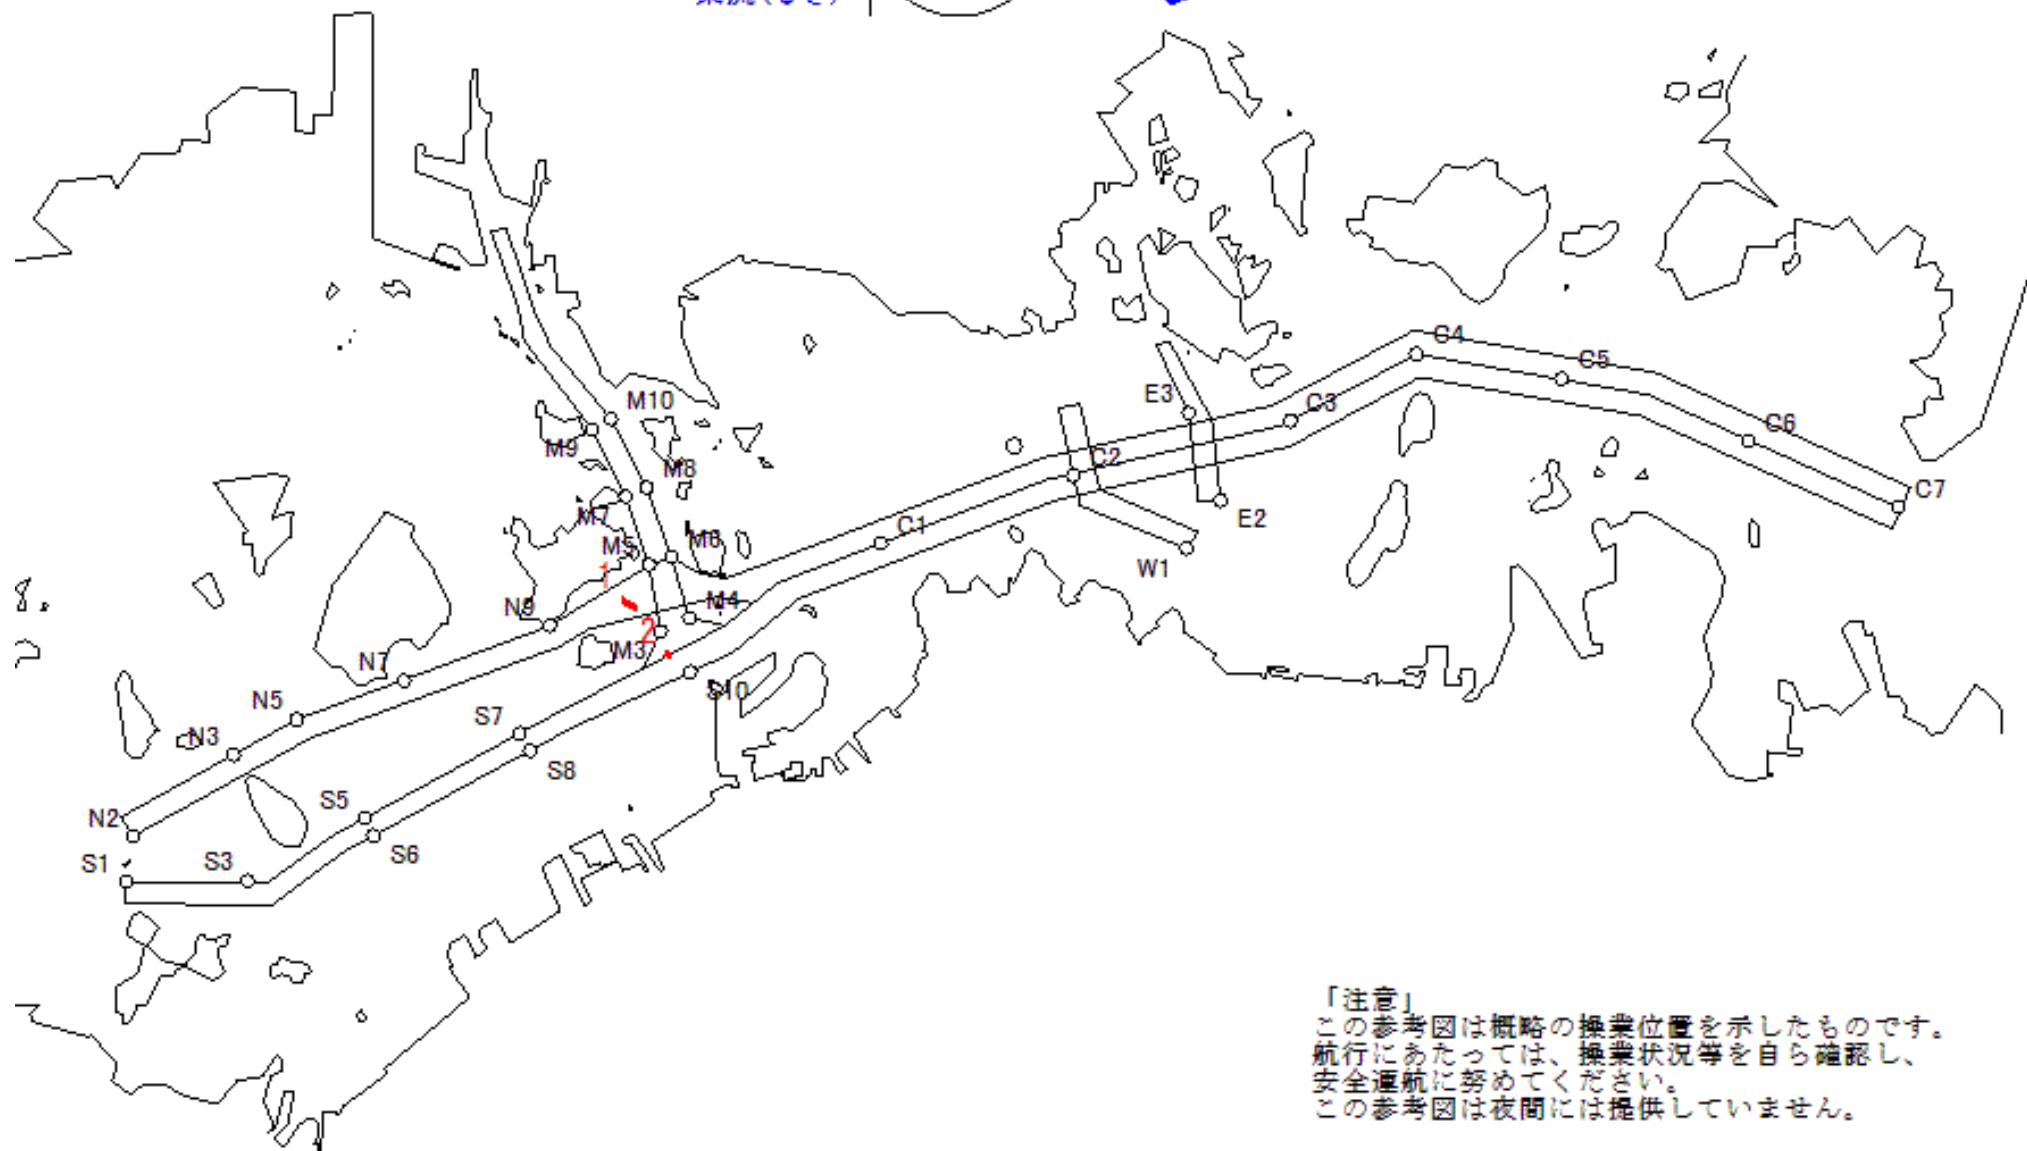 C4
C5
M10
E3
C3
C6
M9
M8
C2
C7
M7
E2
C1
M5
M6
W1
1
N9
M4
2
M3
N7
S10
N5
S7
N3
S8
S5
N2
S6
S1
S3
「注意」
この参考図は概略の操業位置を示したものです。
航行にあたっては、操業状況等を自ら確認し、
安全運航に努めてください。
この参考図は夜間には提供していません。